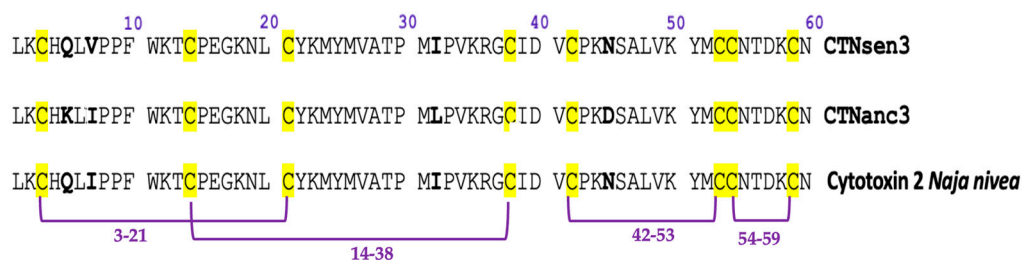 10 20 30 40 50 60
LKCHQLVPPF WKTCPEGKNL CYKMYMVATP MIPVKRGCID VCPKNSALVK YMCCNTDKCN CTNsen3
LKCHKLIPPF WKTCPEGKNL CYKMYMVATP MLPVKRGCID VCPKDSALVK YMCCNTDKCN CTNanc3
LKCHQLIPPF WKTCPEGKNL CYKMYMVATP MIPVKRGCID VCPKNSALVK YMCCNTDKCN Cytotoxin 2 Naja nivea
3-21 14-38 42-53 54-59